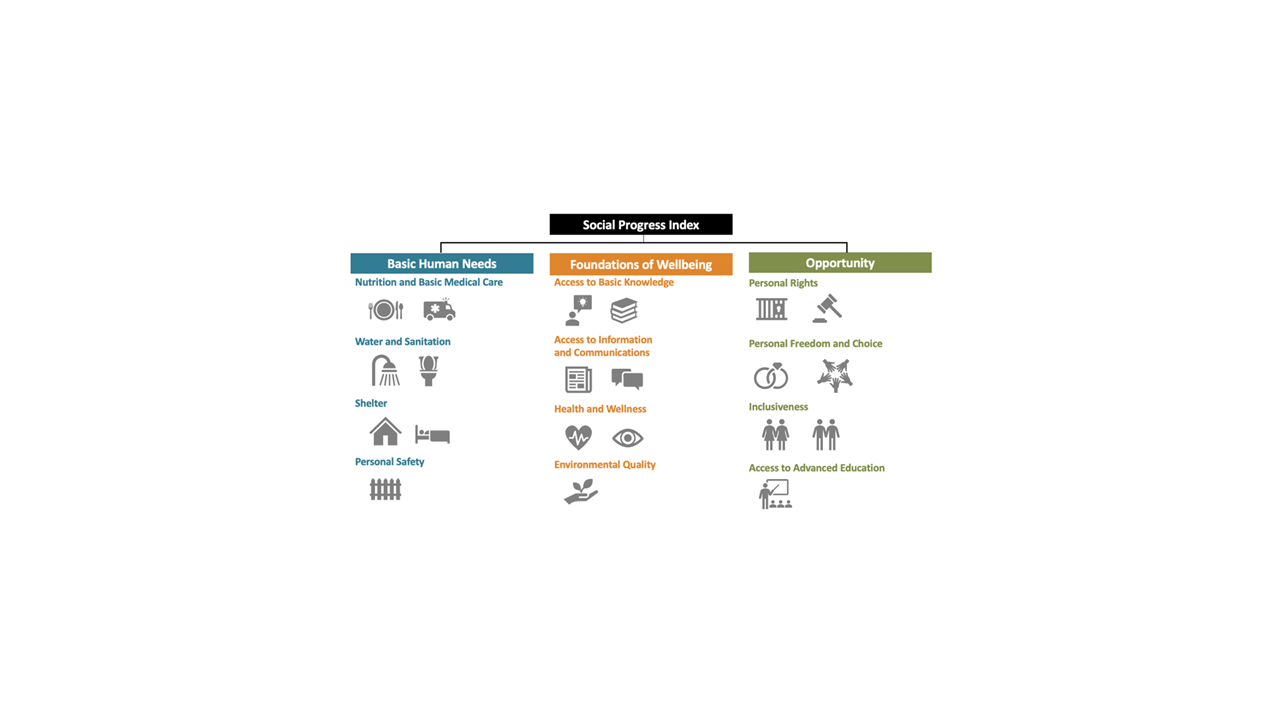 Social Progress Index
Basic Human Needs
Nutrition and Basic Medical Care
Water and Sanitation
Shelter
Personal Safety
Foundations of Wellbeing
Access to Basic Knowledge
Access to Information
and Communications
Health and Wellness
Environmental Quality
Opportunity
Personal Rights
Personal Freedom and Choice
Inclusiveness
Access to Advanced Education